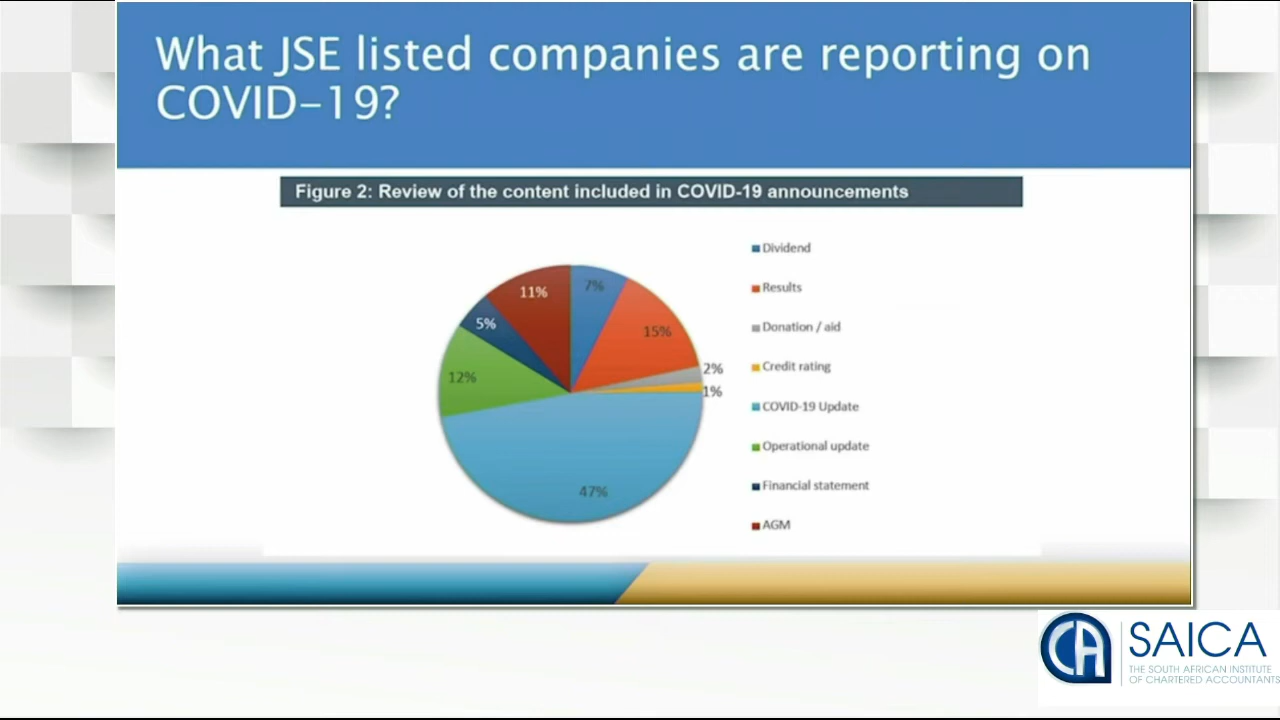 What JSE listed companies are reporting on
COVID-19?
Figure 2: Review of the content included in COVID-19 announcements
Dividend
Results
Donation / aid
Credit rating
COVID-19 Update
Operational update
Financial statement
AGM
7%
15%
2%
1%
47%
12%
5%
11%
CA
SAICA
THE SOUTH AFRICAN INSTITUTE
OF CHARTERED ACCOUNTANTS